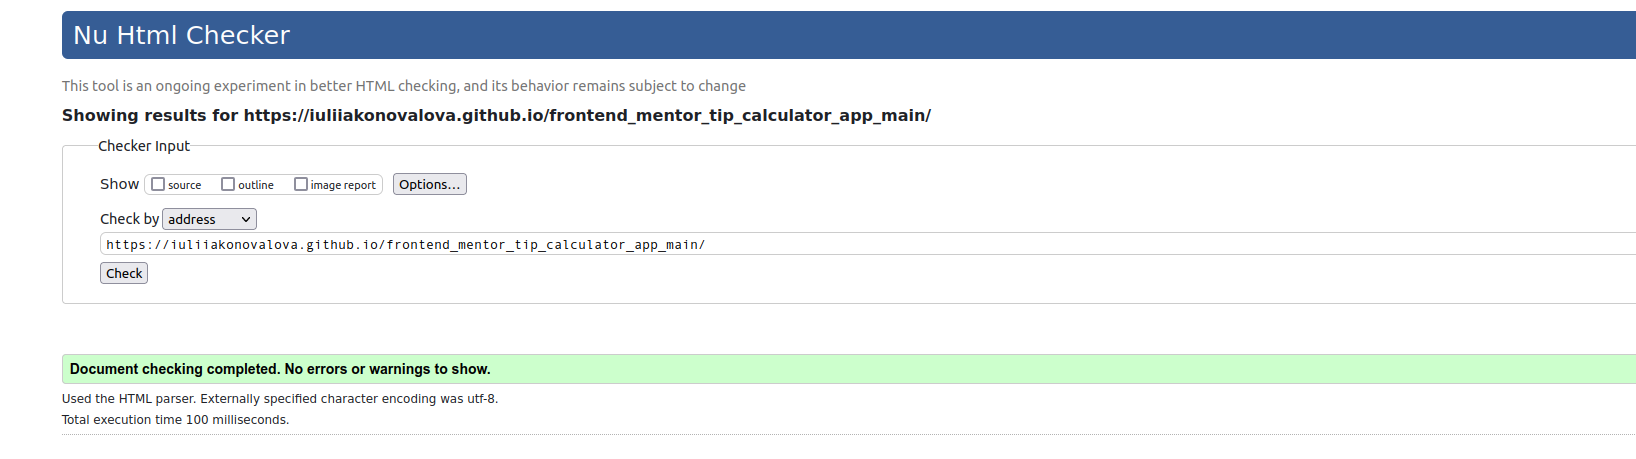 Nu Html Checker
This tool is an ongoing experiment in better HTML checking, and its behavior remains subject to change
Showing results for https://iuliiakonovalova.github.io/frontend_mentor_tip_calculator_app_main/
Checker Input
Show source outline image report Options...
Check by address
https://iuliiakonovalova.github.io/frontend_mentor_tip_calculator_app_main/
Check
Document checking completed. No errors or warnings to show.
Used the HTML parser. Externally specified character encoding was utf-8.
Total execution time 100 milliseconds.